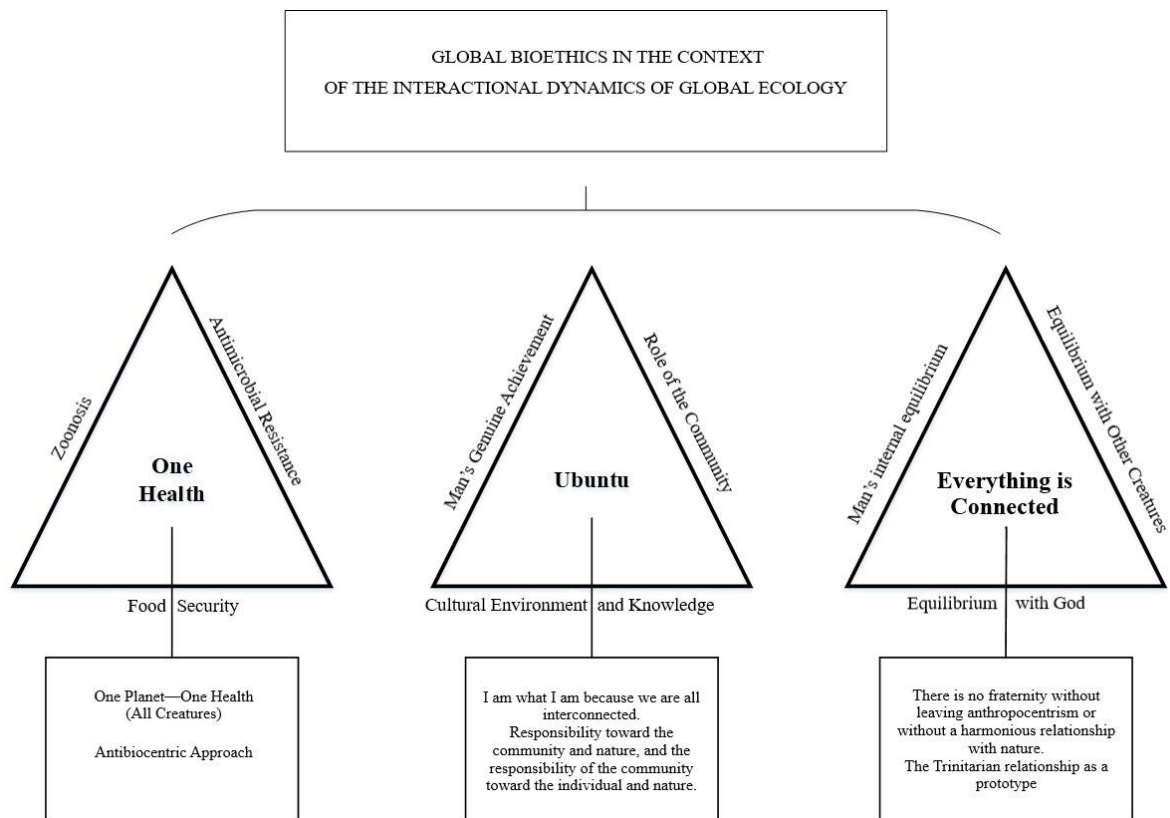 GLOBAL BIOETHICS IN THE CONTEXT
OF THE INTERACTIONAL DYNAMICS OF GLOBAL ECOLOGY
Zoonosis
Antimicrobial Resistance
One
Health
Food Security
One Planet—One Health
(All Creatures)
Antibiocentric Approach
Man's Genuine Achievement
Role of the Community
Ubuntu
Cultural Environment and Knowledge
I am what I am because we are all
interconnected.
Responsibility toward the
community and nature, and the
responsibility of the community
toward the individual and nature.
Man's internal equilibrium
Equilibrium with Other Creatures
Everything is
Connected
Equilibrium with God
There is no fraternity without
leaving anthropocentrism or
without a harmonious relationship
with nature.
The Trinitarian relationship as a
prototype